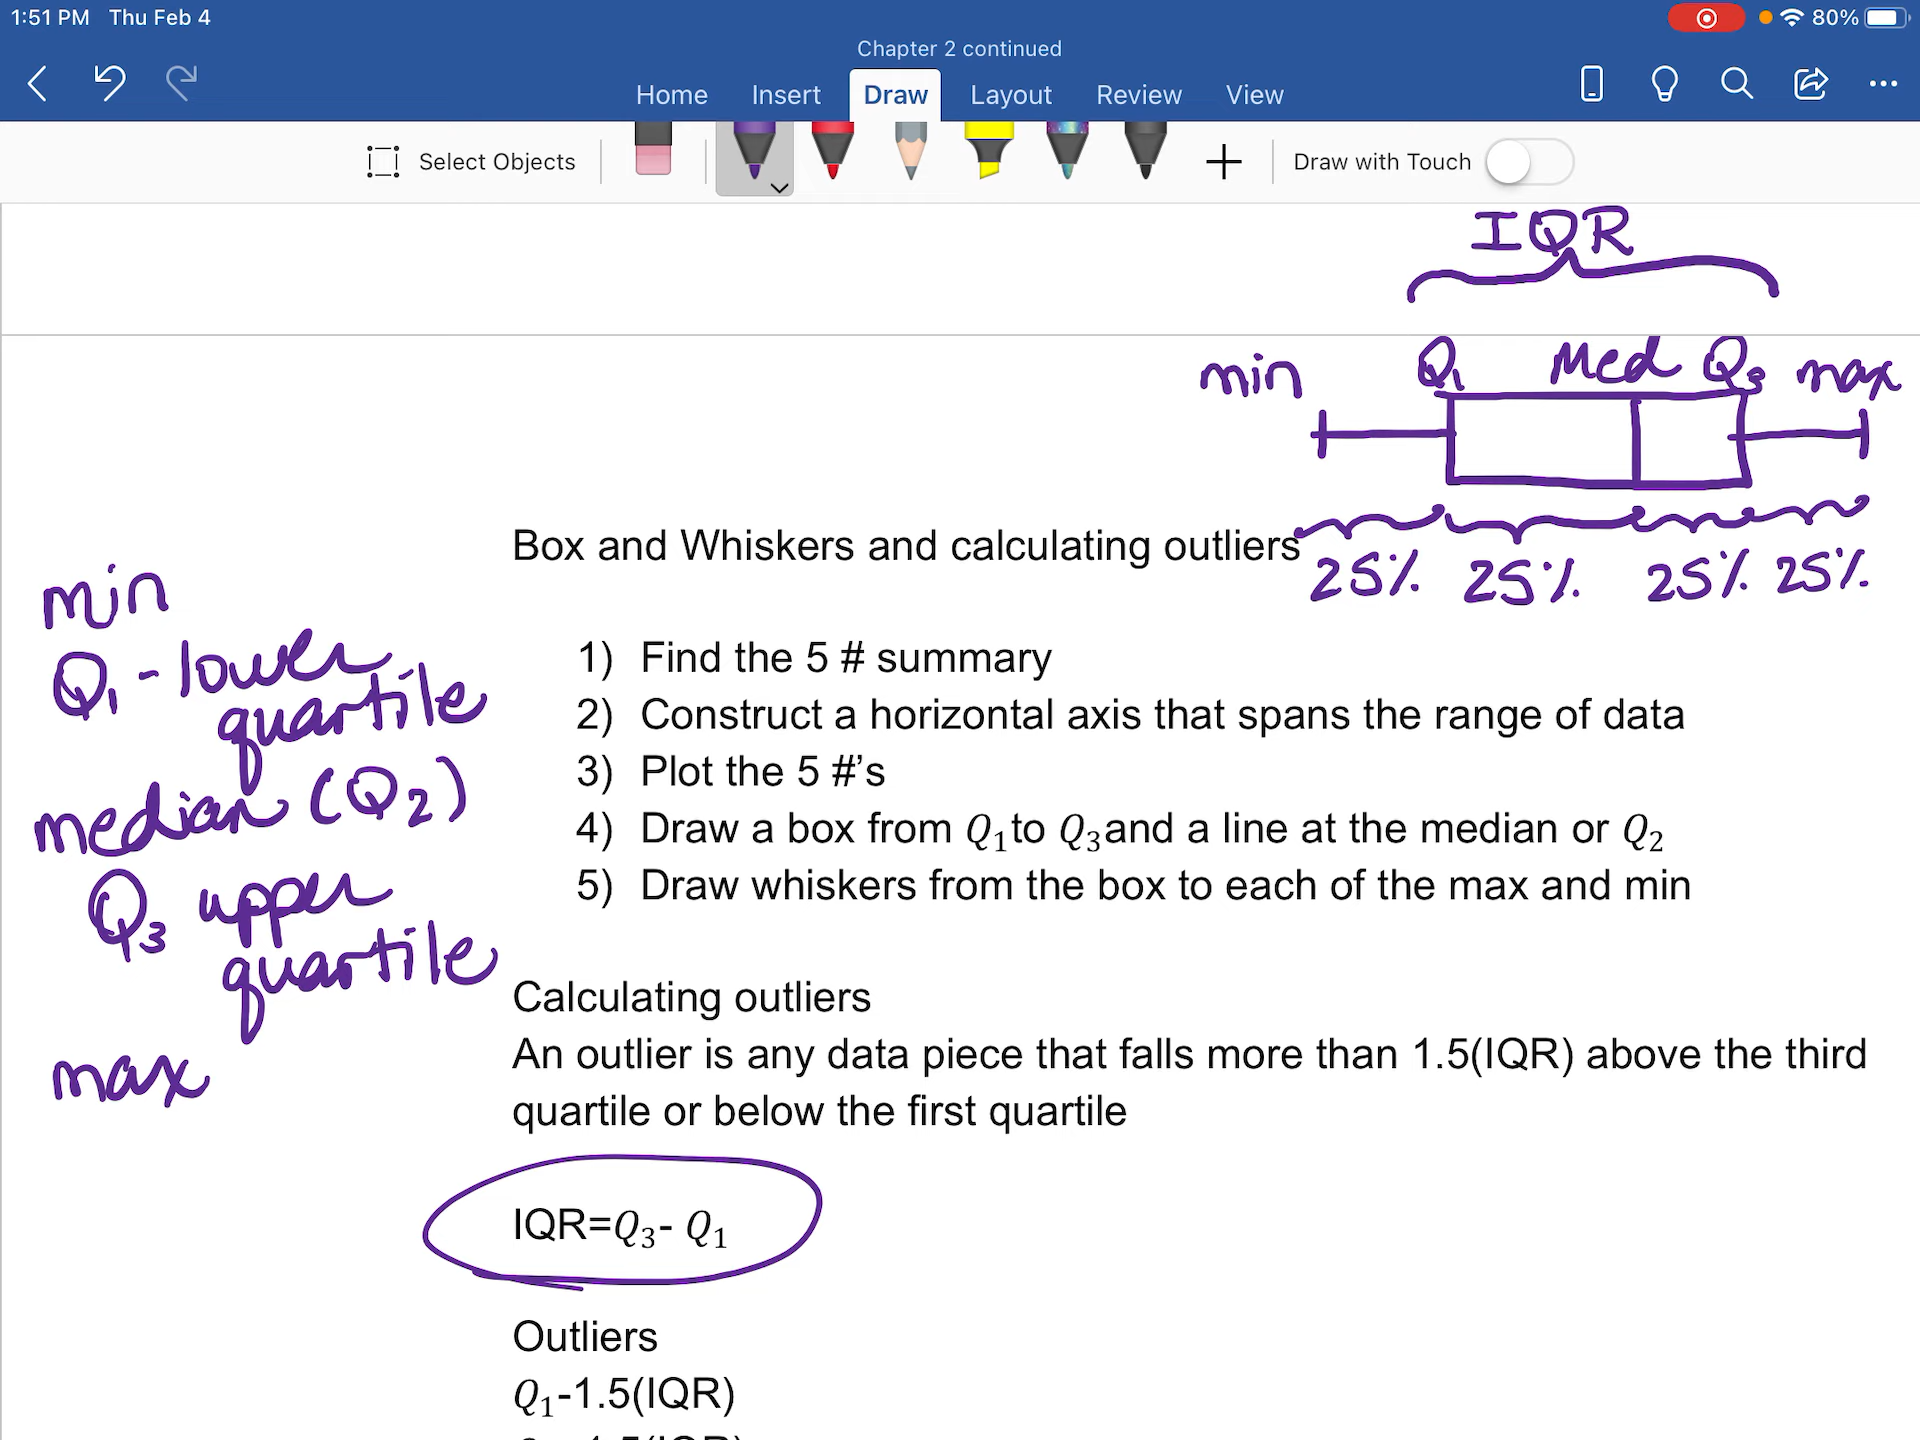 1:51 PM Thu Feb 4
80%
Chapter 2 continued
Home Insert Draw Layout Review View
Select Objects
Draw with Touch
IQR
min Q₁ Med Q₃ max
Box and Whiskers and calculating outliers
25% 25% 25% 25%
min
Q₁ - lower
quartile
median (Q₂)
Q₃ upper
quartile
max
1) Find the 5 # summary
2) Construct a horizontal axis that spans the range of data
3) Plot the 5 #’s
4) Draw a box from Q₁to Q₃and a line at the median or Q₂
5) Draw whiskers from the box to each of the max and min
Calculating outliers
An outlier is any data piece that falls more than 1.5(IQR) above the third
quartile or below the first quartile
IQR=Q₃- Q₁
Outliers
Q₁-1.5(IQR)